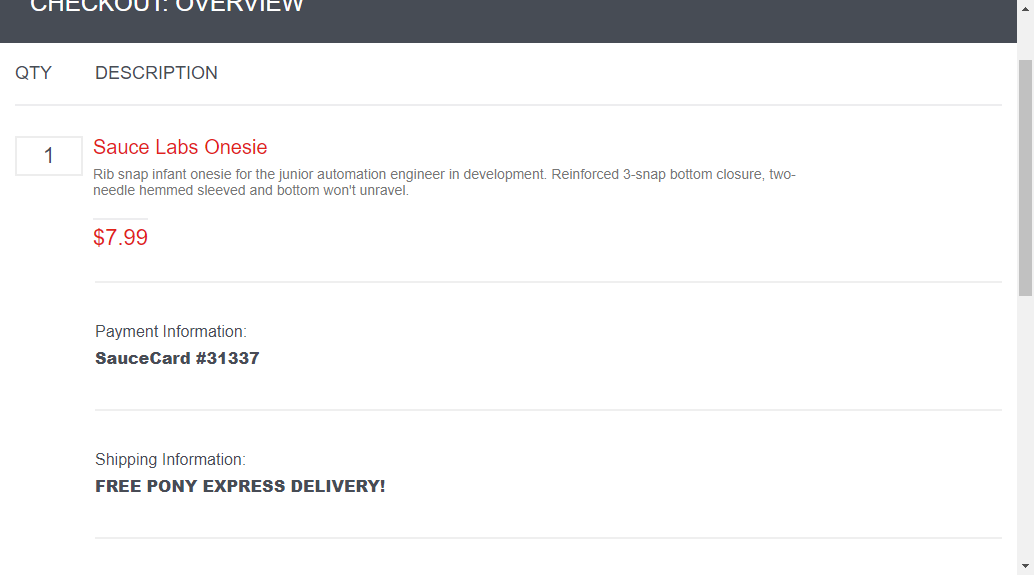 CHECKOUT: OVERVIEW
QTY DESCRIPTION
1 Sauce Labs Onesie
Rib snap infant onesie for the junior automation engineer in development. Reinforced 3-snap bottom closure, two-
needle hemmed sleeved and bottom won't unravel.
$7.99
Payment Information:
SauceCard #31337
Shipping Information:
FREE PONY EXPRESS DELIVERY!